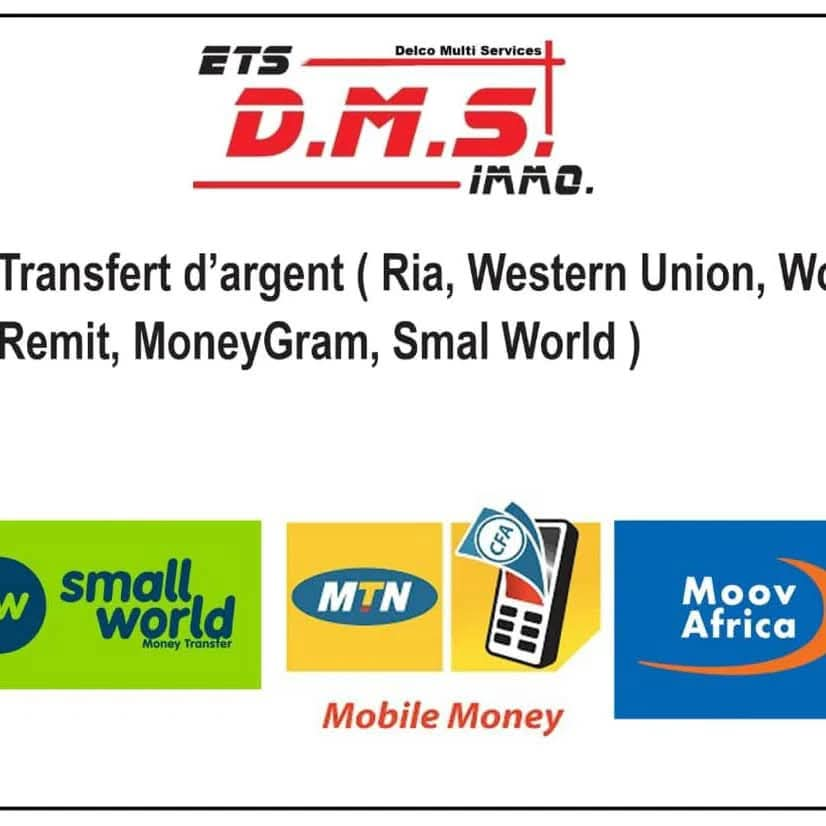 ETS
Delco Multi Services
D.M.S.
IMMO.
Transfert d’argent ( Ria, Western Union, Wo
Remit, MoneyGram, Smal World )
w
small
world
Money Transfer
MTN
CFA
Mobile Money
Moov
Africa